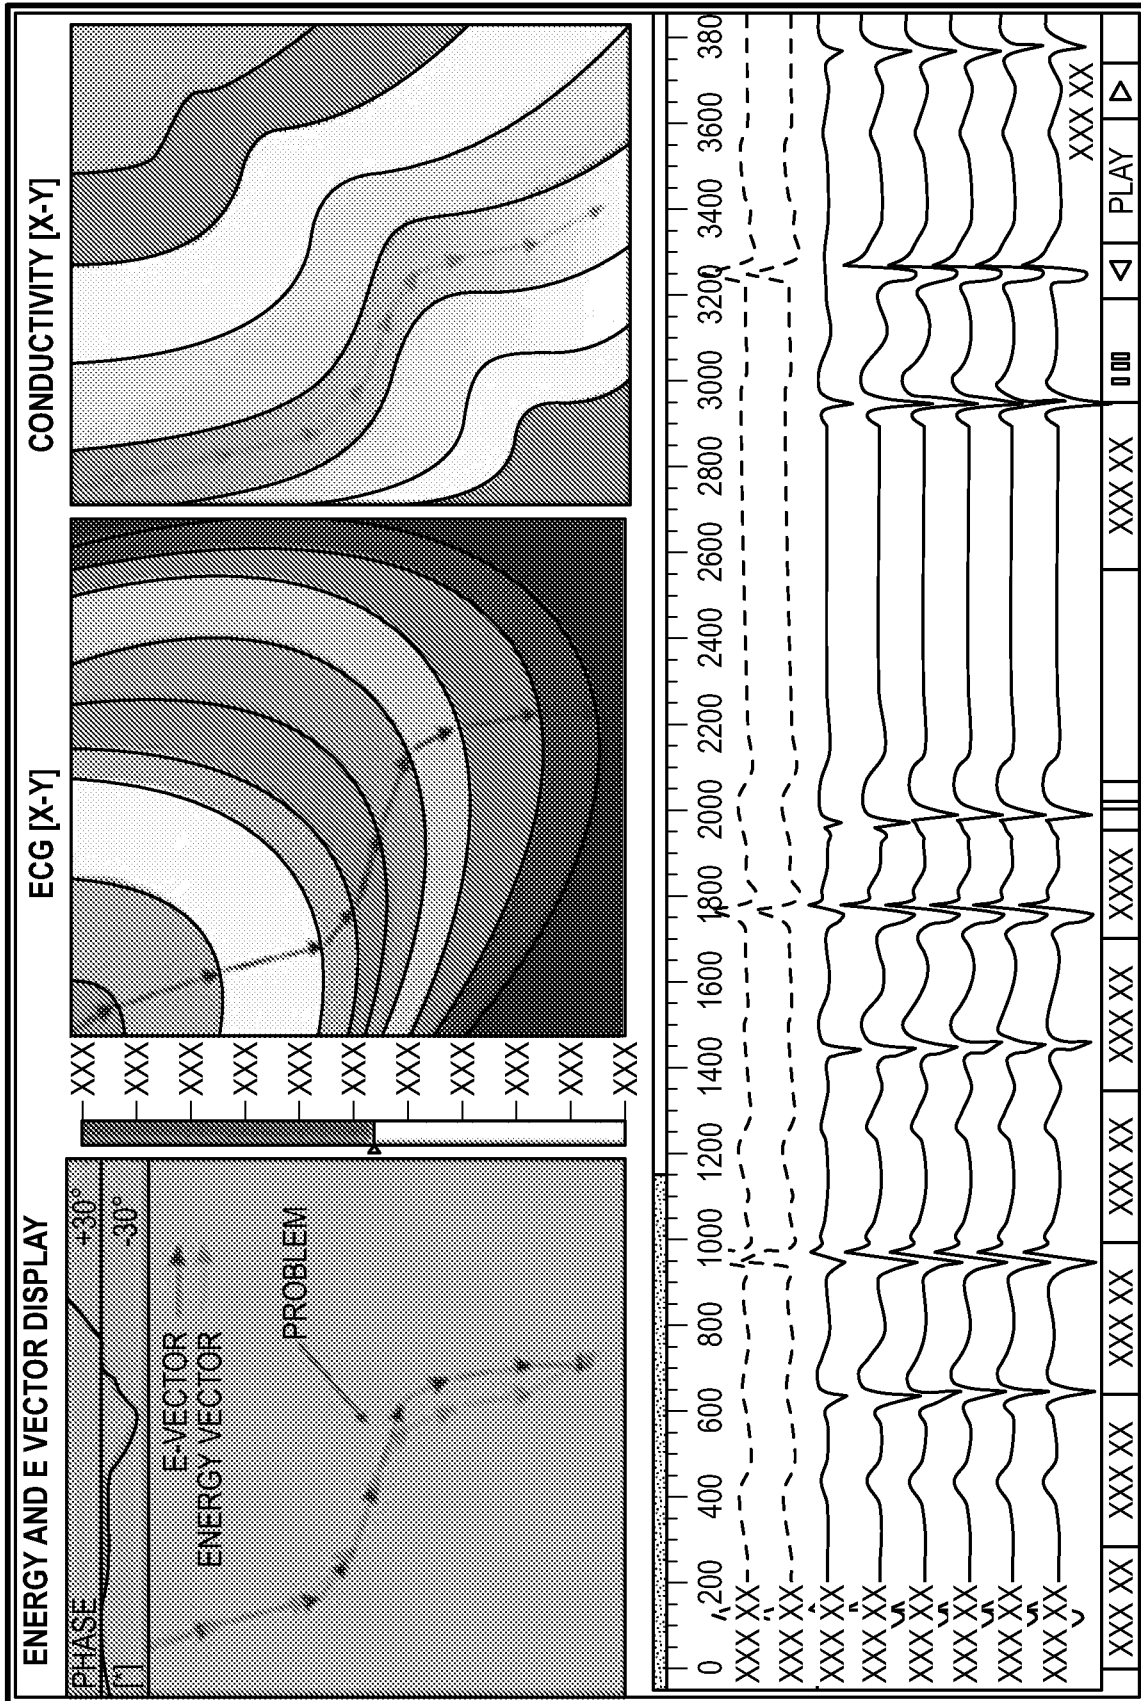 ENERGY AND E VECTOR DISPLAY
ECG [X-Y]
CONDUCTIVITY [X-Y]
PHASE
[°]
+30°
-30°
E-VECTOR
ENERGY VECTOR
PROBLEM
XXX
XXX
XXX
XXX
XXX
XXX
XXX
XXX
XXX
XXX
XXX
0 200 400 600 800 1000 1200 1400 1600 1800 2000 2200 2400 2600 2800 3000 3200 3400 3600 380
XXX XX
XXX XX
XXX XX
XXX XX
XXX XX
XXX XX
XXX XX
XXX XX
XXX XX
XXX XX XXX XX XXX XX XXX XX XXX XX XXXX XXX XX PLAY